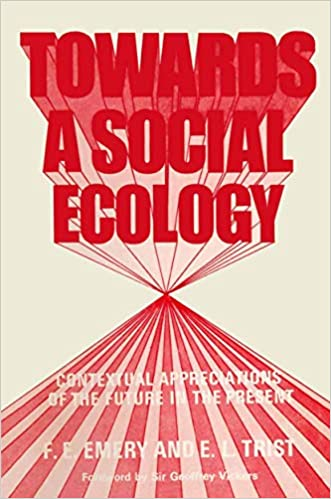 TOWARDS
A SOCIAL
ECOLOGY
CONTEXTUAL APPRECIATIONS
OF THE FUTURE IN THE PRESENT
F. E. EMERY AND E. L. TRIST
Foreword by Sir Geoffrey Vickers